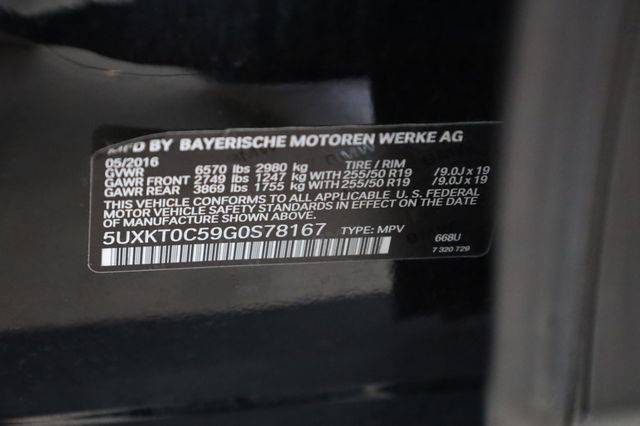 MFD BY BAYERISCHE MOTOREN WERKE AG
05/2016 TIRE / RIM
GVWR 6570 lbs 2980 kg
GAWR FRONT 2749 lbs 1247 kg WITH 255/50 R19 /9.0J x 19
GAWR REAR 3869 lbs 1755 kg WITH 255/50 R19 /9.0J x 19
THIS VEHICLE CONFORMS TO ALL APPLICABLE U.S. FEDERAL
MOTOR VEHICLE SAFETY STANDARDS IN EFFECT ON THE DATE OF
MANUFACTURE SHOWN ABOVE.
5UXKT0C59G0S78167 TYPE: MPV 668U
7 320 729